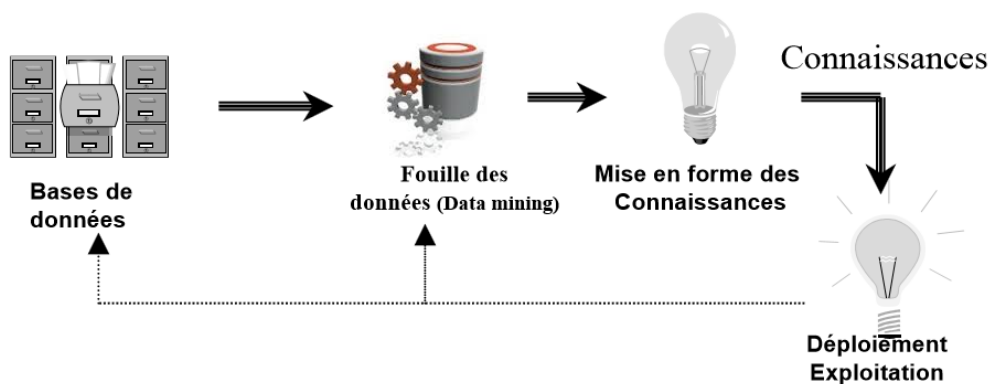 Bases de
données
Fouille des
données (Data mining)
Mise en forme des
Connaissances
Connaissances
Déploiement
Exploitation